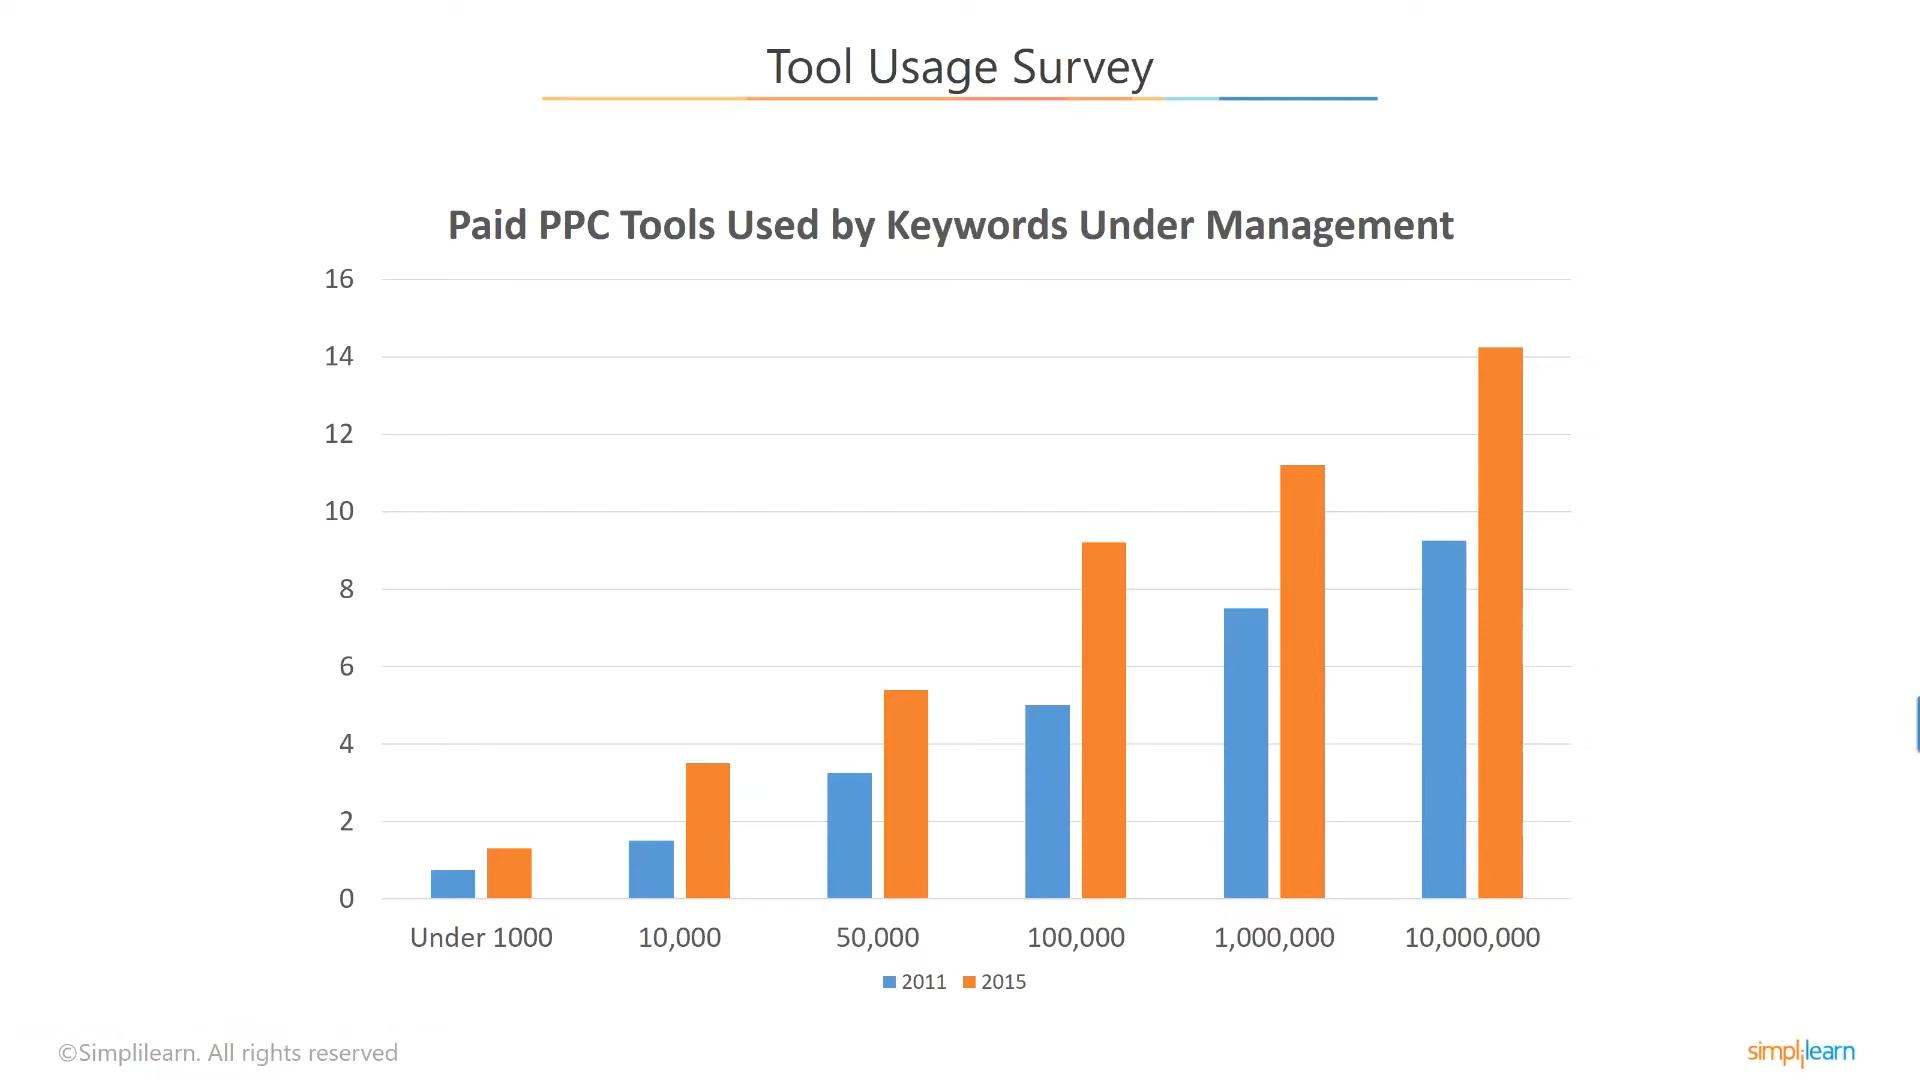 Tool Usage Survey
Paid PPC Tools Used by Keywords Under Management
16
14
12
10
8
6
4
2
0
Under 1000 10,000 50,000 100,000 1,000,000 10,000,000
2011 2015
©Simplilearn. All rights reserved
simplilearn